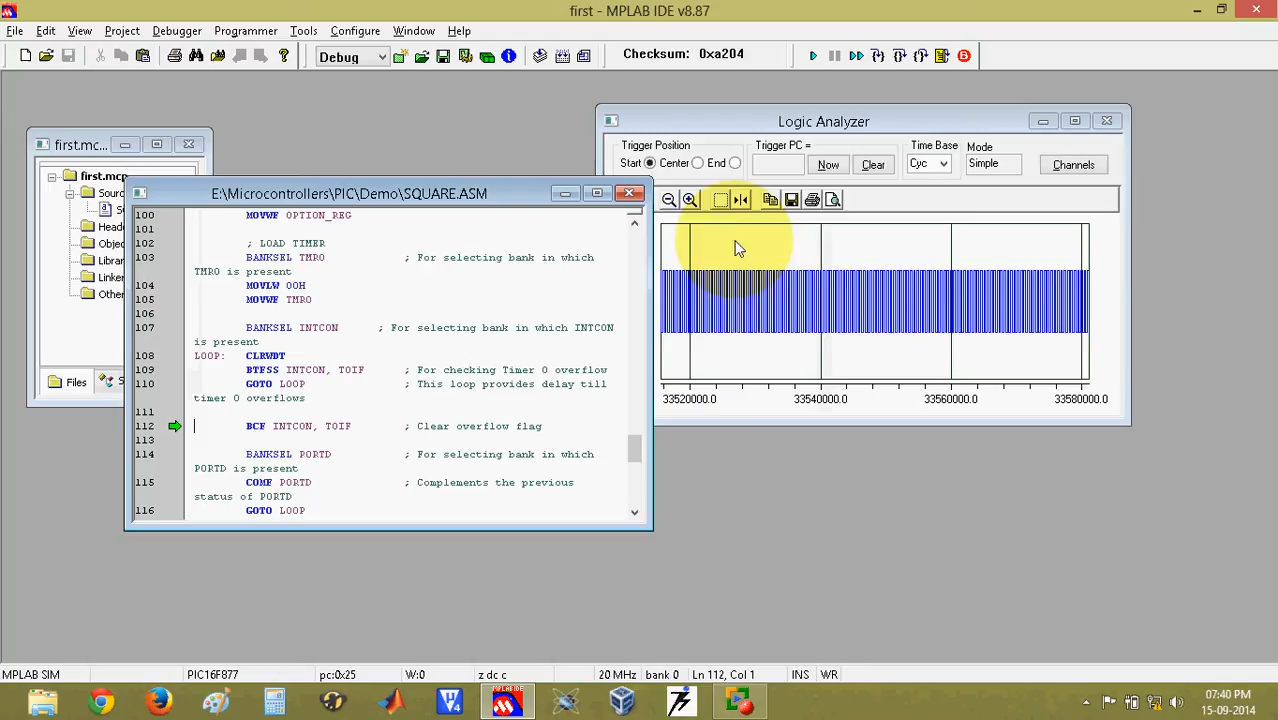 first - MPLAB IDE v8.87
File Edit View Project Debugger Programmer Tools Configure Window Help
Debug
Checksum: 0xa204
Logic Analyzer
Trigger Position
Trigger PC =
Time Base
Mode
Start Center End
Now
Clear
Cyc
Simple
Channels
first.mc...
first.mcp
Sourc
S
Heade
Objec
Librar
Linker
Other
Files
S
E:\Microcontrollers\PIC\Demo\SQUARE.ASM
100 MOVWF OPTION_REG
101
102 ; LOAD TIMER
103 BANKSEL TMR0 ; For selecting bank in which
TMR0 is present
104 MOVLW 00H
105 MOVWF TMR0
106
107 BANKSEL INTCON ; For selecting bank in which INTCON
is present
108 LOOP: CLRWDT
109 BTFSS INTCON, T0IF ; For checking Timer 0 overflow
110 GOTO LOOP ; This loop provides delay till
timer 0 overflows
111
112 BCF INTCON, T0IF ; Clear overflow flag
113
114 BANKSEL PORTD ; For selecting bank in which
PORTD is present
115 COMF PORTD ; Complements the previous
status of PORTD
116 GOTO LOOP
33520000.0 33540000.0 33560000.0 33580000.0
MPLAB SIM PIC16F877 pc:0x25 W:0 z dc c 20 MHz bank 0 Ln 112, Col 1 INS WR
07:40 PM
15-09-2014